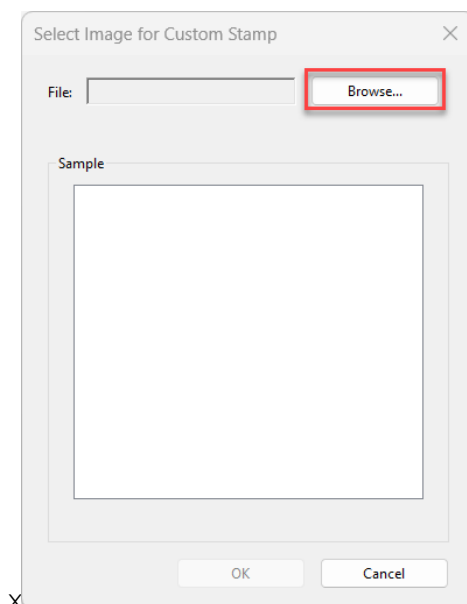 Select Image for Custom Stamp
File: Browse...
Sample
OK Cancel
X